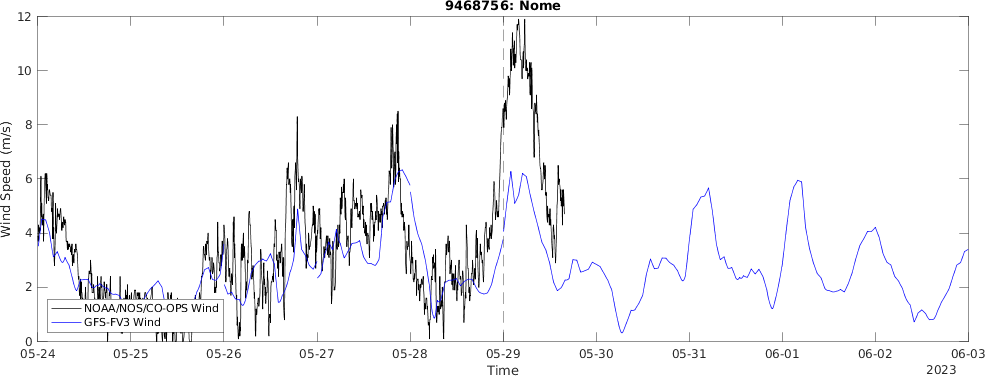 9468756: Nome
12
10
8
6
4
2
0
Wind Speed (m/s)
NOAA/NOS/CO-OPS Wind
GFS-FV3 Wind
05-24 05-25 05-26 05-27 05-28 05-29 05-30 05-31 06-01 06-02 06-03
Time
2023